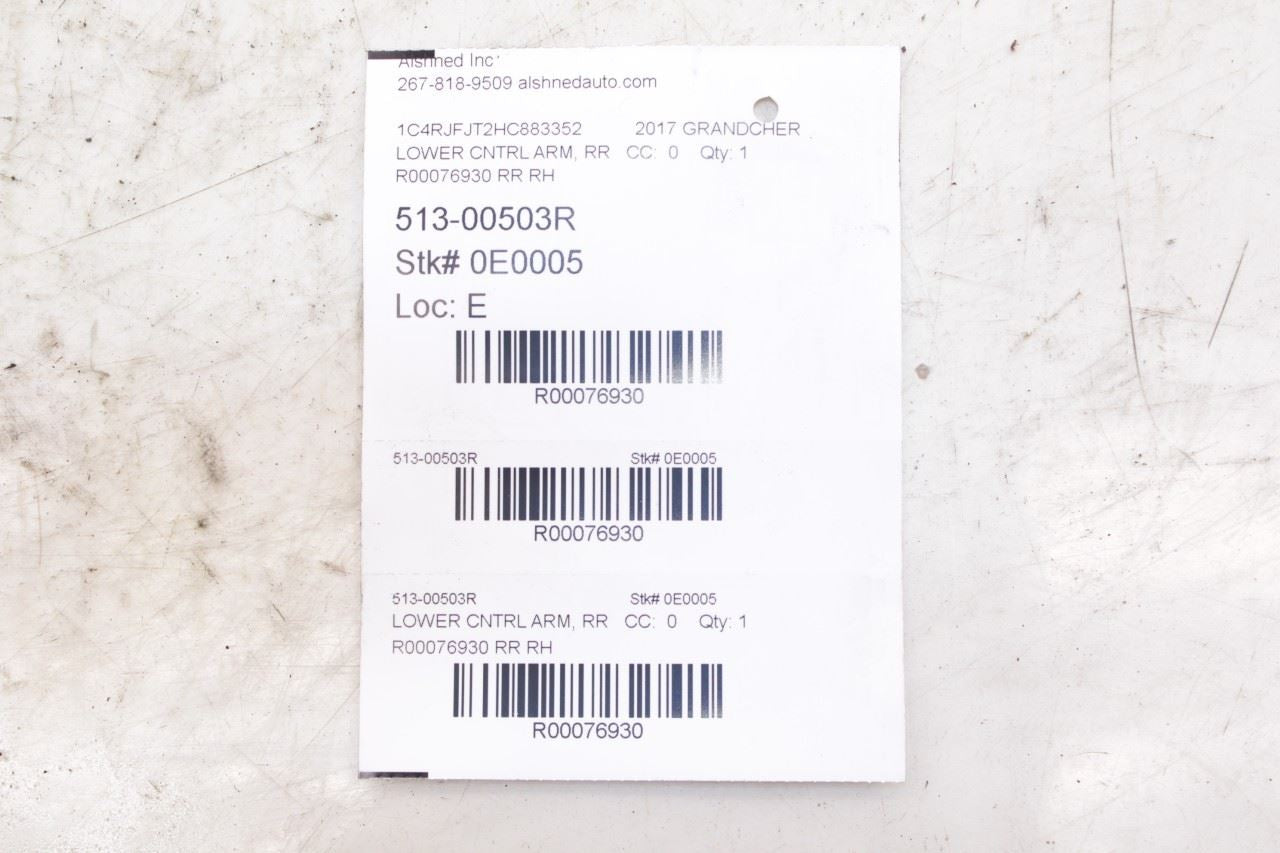 Alshned Inc
267-818-9509 alshnedauto.com
1C4RJFJT2HC883352 2017 GRANDCHER
LOWER CNTRL ARM, RR CC: 0 Qty: 1
R00076930 RR RH
513-00503R
Stk# 0E0005
Loc: E
R00076930
513-00503R Stk# 0E0005
R00076930
513-00503R Stk# 0E0005
LOWER CNTRL ARM, RR CC: 0 Qty: 1
R00076930 RR RH
R00076930